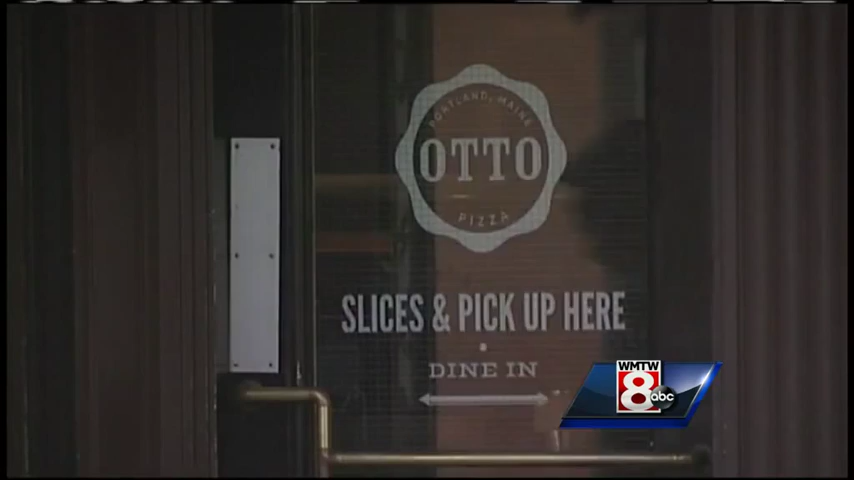 PORTLAND, MAINE
OTTO
PIZZA
SLICES & PICK UP HERE
DINE IN
WMTW
8
abc